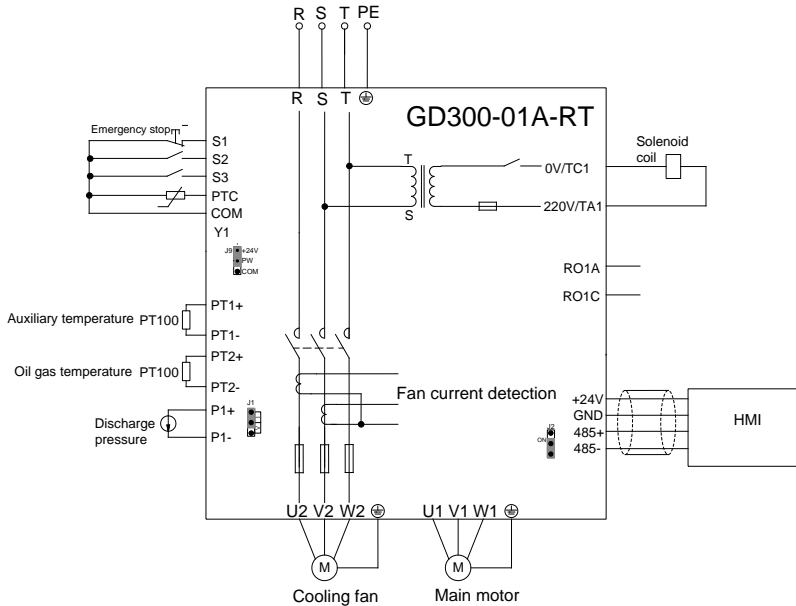 R S T PE
R S T
GD300-01A-RT
Emergency stop
S1
S2
S3
PTC
COM
Y1
J9 +24V
PW
COM
T
S
0V/TC1
220V/TA1
Solenoid
coil
RO1A
RO1C
Auxiliary temperature PT100
PT1+
PT1-
Oil gas temperature PT100
PT2+
PT2-
Discharge
pressure
P1+
P1-
J1
V
I
Fan current detection
+24V
GND
485+
485-
J2
ON
HMI
U2 V2 W2
U1 V1 W1
M
M
Cooling fan
Main motor